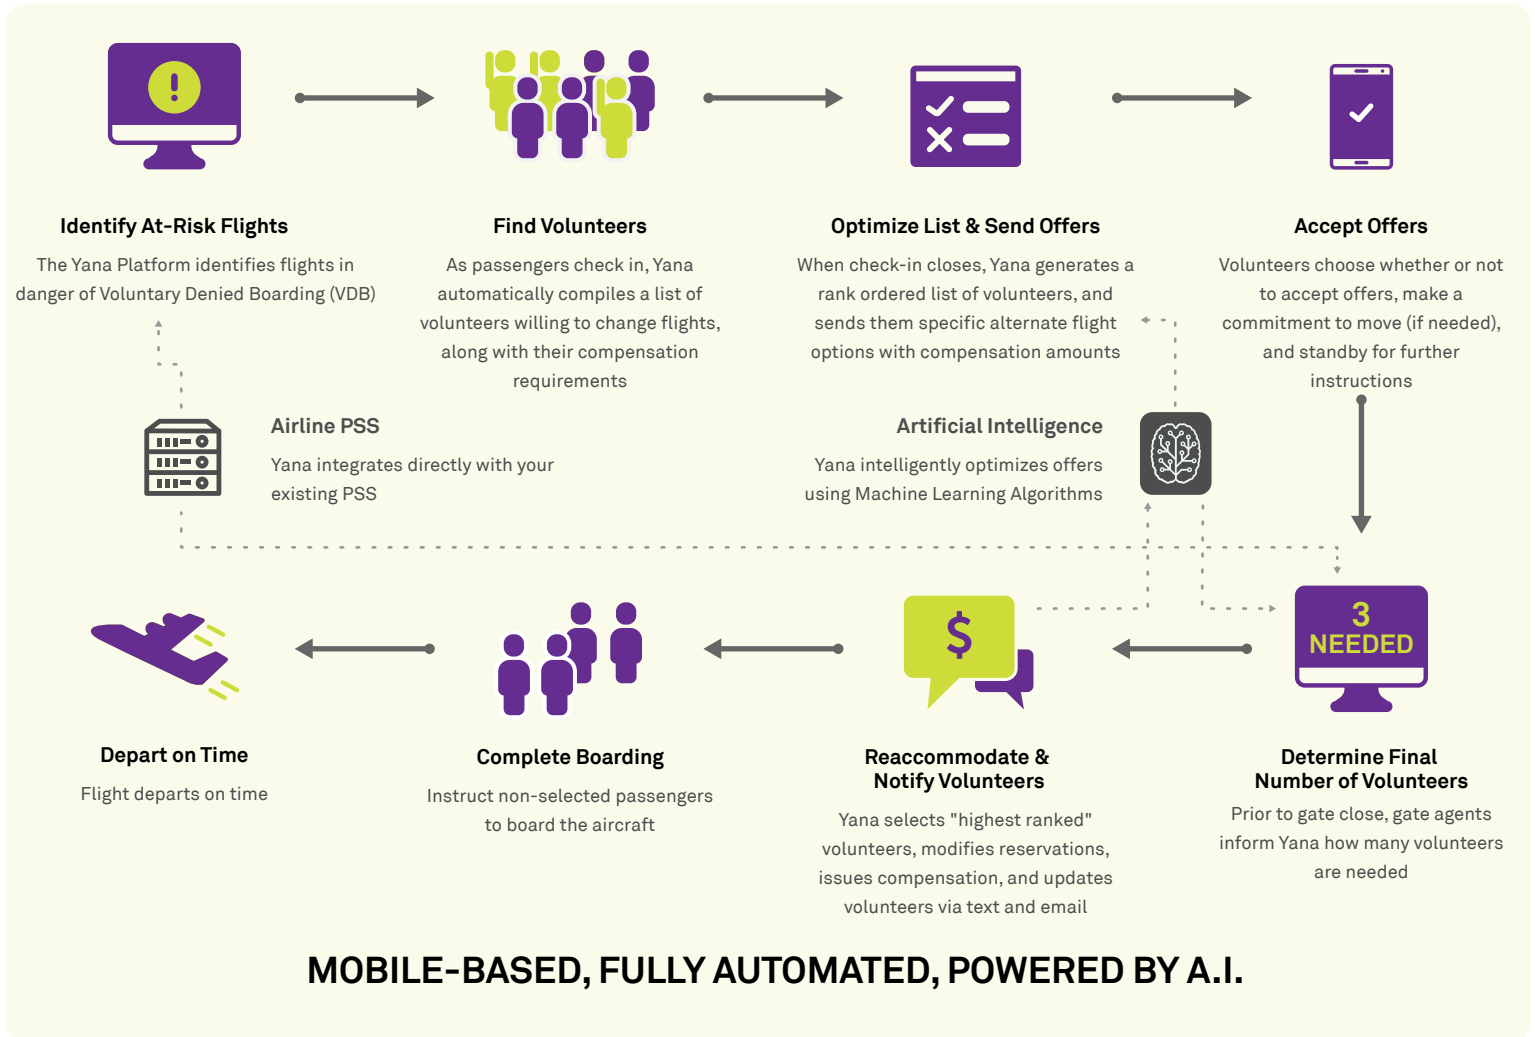 Identify At-Risk Flights
The Yana Platform identifies flights in
danger of Voluntary Denied Boarding (VDB)
Find Volunteers
As passengers check in, Yana
automatically compiles a list of
volunteers willing to change flights,
along with their compensation
requirements
Optimize List & Send Offers
When check-in closes, Yana generates a
rank ordered list of volunteers, and
sends them specific alternate flight
options with compensation amounts
Accept Offers
Volunteers choose whether or not
to accept offers, make a
commitment to move (if needed),
and standby for further
instructions
Airline PSS
Yana integrates directly with your
existing PSS
Artificial Intelligence
Yana intelligently optimizes offers
using Machine Learning Algorithms
3
NEEDED
$
Determine Final
Number of Volunteers
Prior to gate close, gate agents
inform Yana how many volunteers
are needed
Reaccommodate &
Notify Volunteers
Yana selects "highest ranked"
volunteers, modifies reservations,
issues compensation, and updates
volunteers via text and email
Complete Boarding
Instruct non-selected passengers
to board the aircraft
Depart on Time
Flight departs on time
MOBILE-BASED, FULLY AUTOMATED, POWERED BY A.I.